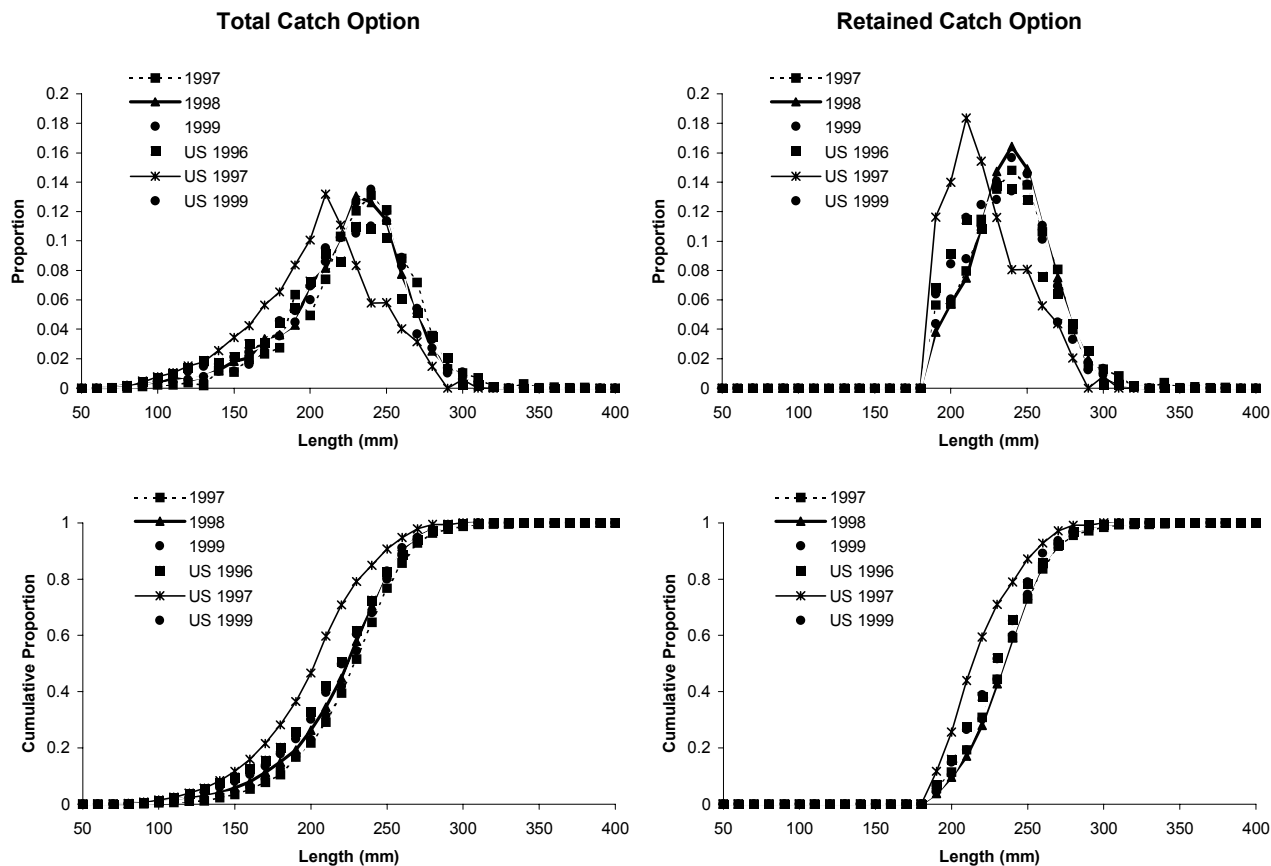 Total Catch Option
1997
1998
1999
US 1996
US 1997
US 1999
0.2
0.18
0.16
0.14
0.12
0.1
0.08
0.06
0.04
0.02
0
Proportion
50 100 150 200 250 300 350 400
Length (mm)
Retained Catch Option
1997
1998
1999
US 1996
US 1997
US 1999
0.2
0.18
0.16
0.14
0.12
0.1
0.08
0.06
0.04
0.02
0
Proportion
50 100 150 200 250 300 350 400
Length (mm)
1997
1998
1999
US 1996
US 1997
US 1999
1
0.8
0.6
0.4
0.2
0
Cumulative Proportion
50 100 150 200 250 300 350 400
Length (mm)
1997
1998
1999
US 1996
US 1997
US 1999
1
0.8
0.6
0.4
0.2
0
Cumulative Proportion
50 100 150 200 250 300 350 400
Length (mm)